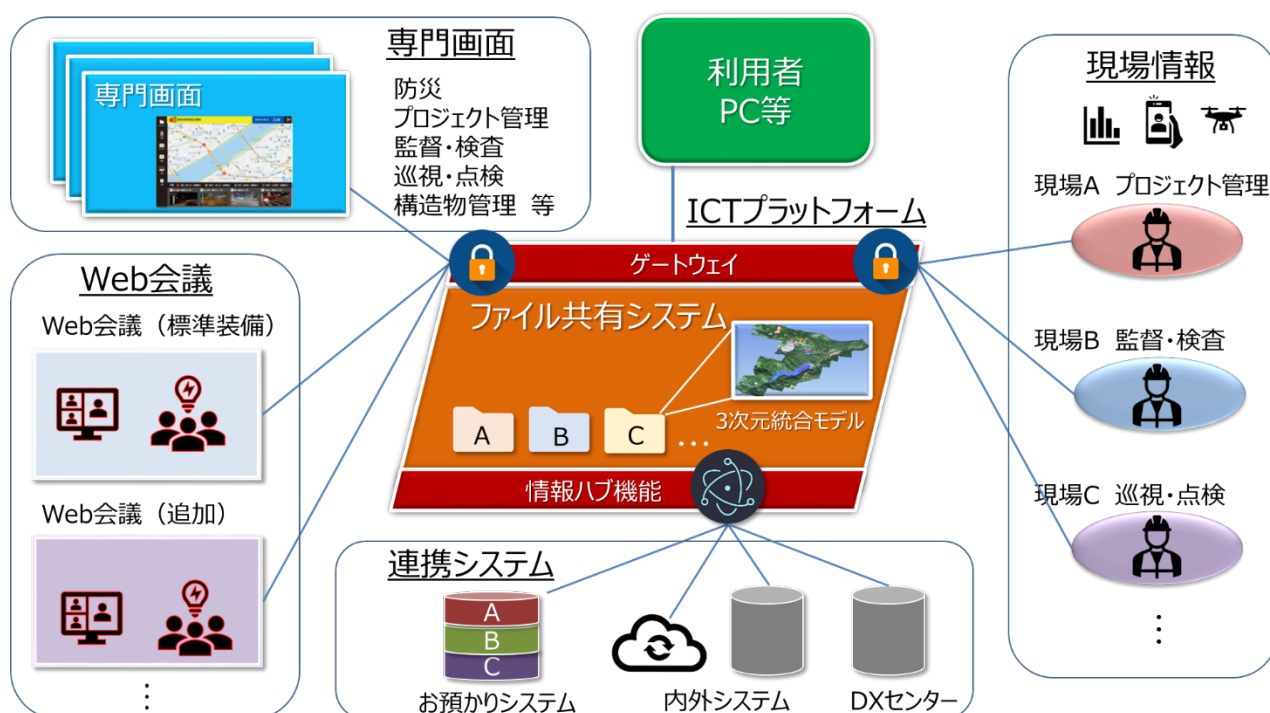 専門画面
専門画面
防災
プロジェクト管理
監督・検査
巡視・点検
構造物管理 等
利用者
PC等
現場情報
現場A プロジェクト管理
現場B 監督・検査
現場C 巡視・点検
⋮
ICTプラットフォーム
ゲートウェイ
ファイル共有システム
A
B
C
…
3次元統合モデル
情報ハブ機能
Web会議
Web会議（標準装備）
Web会議（追加）
⋮
連携システム
A
B
C
お預かりシステム
内外システム
DXセンター